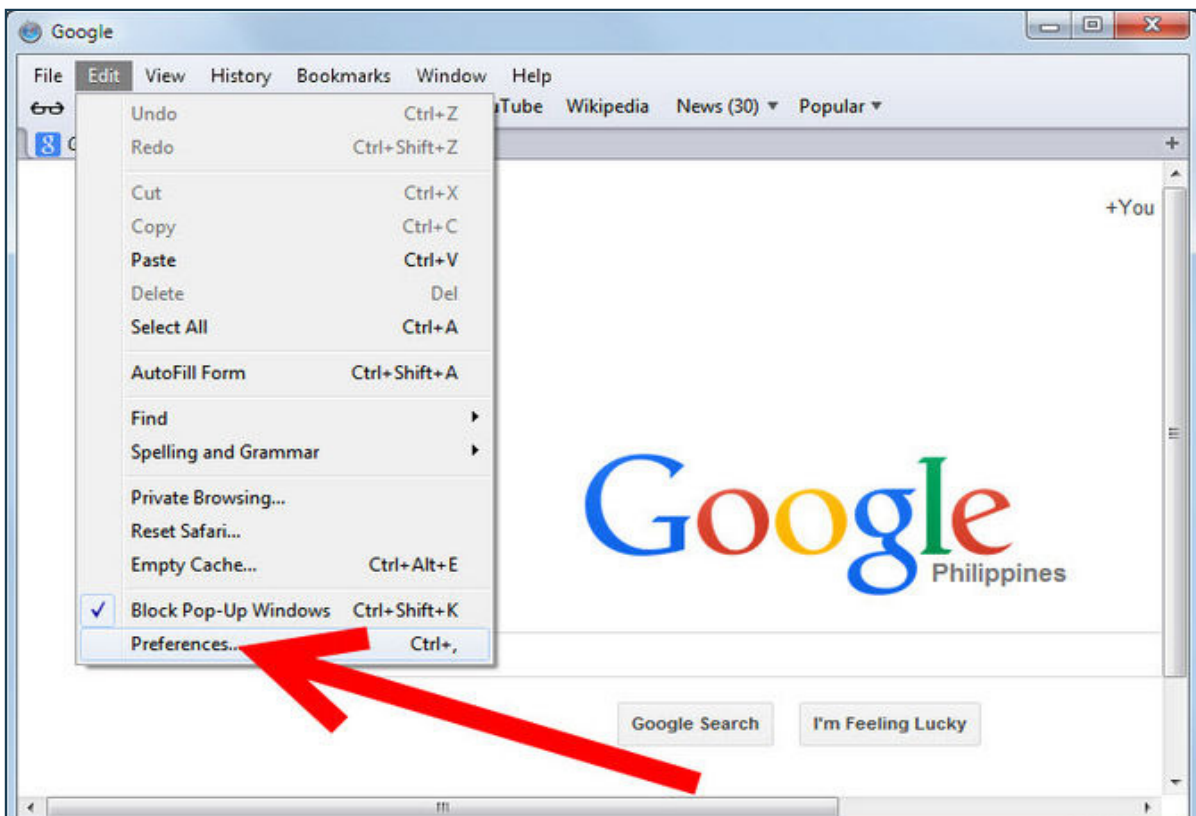 Google
File Edit View History Bookmarks Window Help
Wikipedia News (30) Popular
Undo Ctrl+Z
Redo Ctrl+Shift+Z
Cut Ctrl+X
Copy Ctrl+C
+You
Paste Ctrl+V
Delete Del
Select All Ctrl+A
AutoFill Form Ctrl+Shift+A
Find
Spelling and Grammar
Private Browsing...
Reset Safari...
Empty Cache... Ctrl+Alt+E
Google
Philippines
Block Pop-Up Windows Ctrl+Shift+K
Preferences... Ctrl+,
Google Search I'm Feeling Lucky